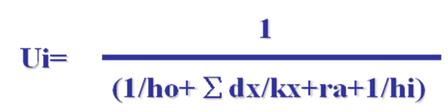 1
Ui=
(1/ho+ Σ dx/kx+ra+1/hi)